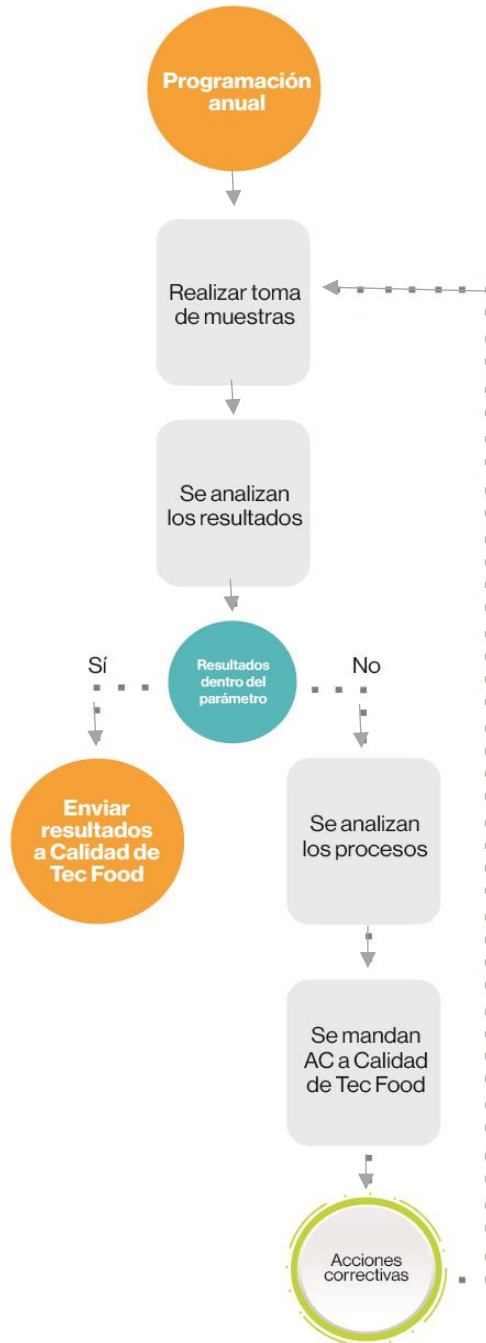 Programación
anual
Realizar toma
de muestras
Se analizan
los resultados
Resultados
dentro del
parámetro
Sí
No
Enviar
resultados
a Calidad de
Tec Food
Se analizan
los procesos
Se mandan
AC a Calidad
de Tec Food
Acciones
correctivas